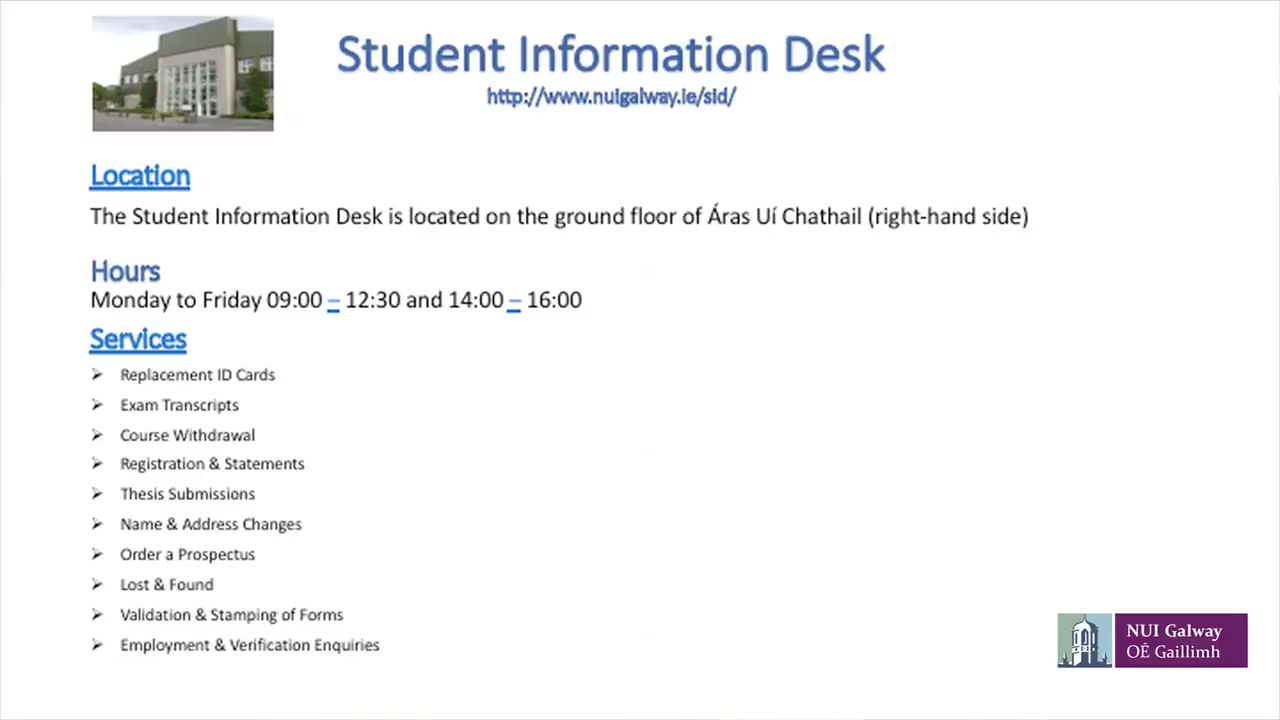 Student Information Desk
http://www.nuigalway.ie/sid/
Location
The Student Information Desk is located on the ground floor of Áras Uí Chathail (right-hand side)
Hours
Monday to Friday 09:00 – 12:30 and 14:00 – 16:00
Services
➢ Replacement ID Cards
➢ Exam Transcripts
➢ Course Withdrawal
➢ Registration & Statements
➢ Thesis Submissions
➢ Name & Address Changes
➢ Order a Prospectus
➢ Lost & Found
➢ Validation & Stamping of Forms
➢ Employment & Verification Enquiries
NUI Galway
OÉ Gaillimh